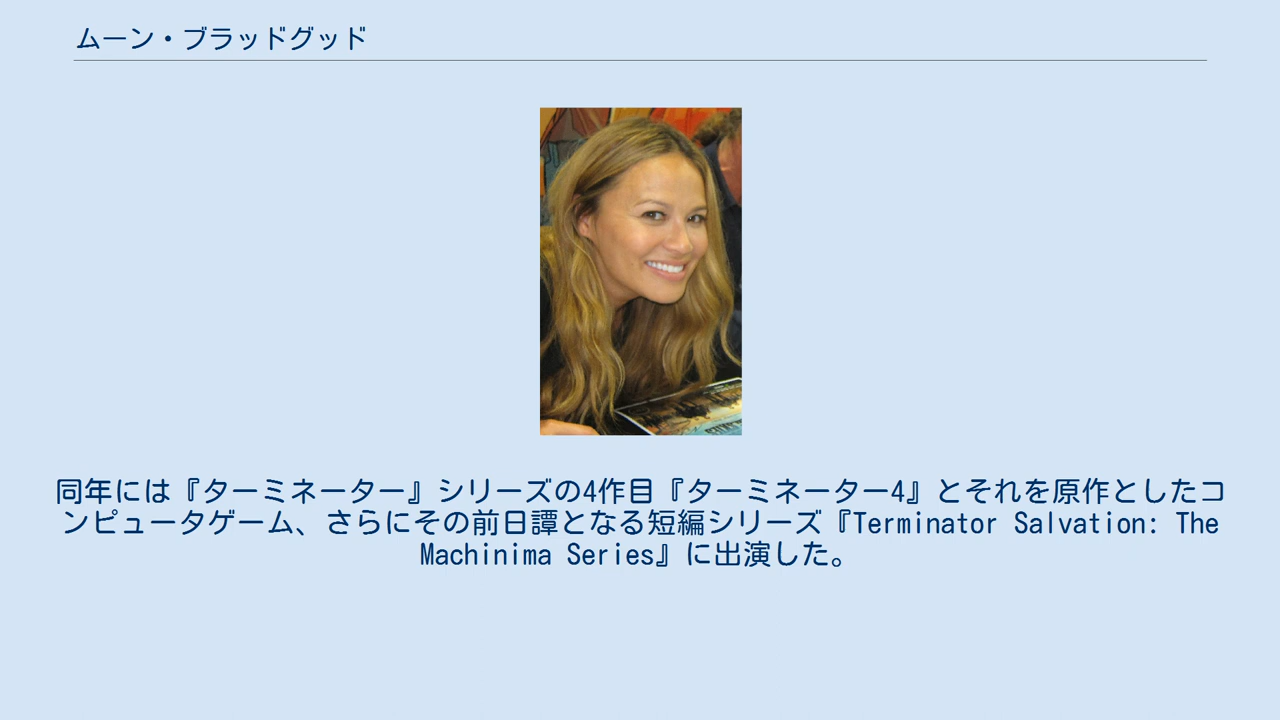 ムーン・ブラッドグッド
同年には『ターミネーター』シリーズの4作目『ターミネーター4』とそれを原作としたコ
ンピュータゲーム、さらにその前日譚となる短編シリーズ『Terminator Salvation: The
Machinima Series』に出演した。